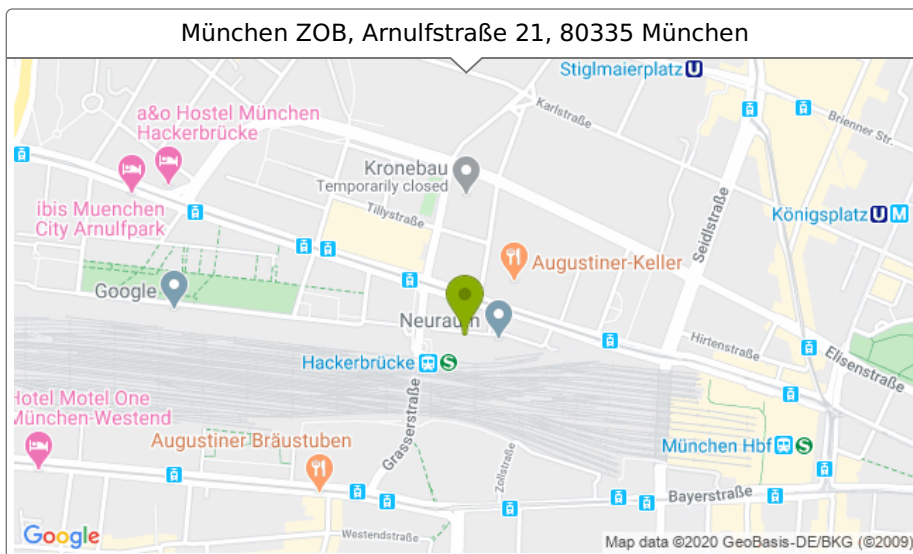 München ZOB, Arnulfstraße 21, 80335 München
Stiglmaierplatz U
Karlstraße
Brienner Str.
a&o Hostel München
Hackerbrücke
Kronebau
Temporarily closed
ibis Muenchen
City Arnulfpark
Tillystraße
Seidlstraße
Königsplatz U M
Augustiner-Keller
Google
Neuraum
Hirtenstraße
Elisenstraße
Hackerbrücke S
Hotel Motel One
München-Westend
Grasserstraße
Augustiner Bräustuben
München Hbf S
Zollstraße
Bayerstraße
Westendstraße
Google
Map data ©2020 GeoBasis-DE/BKG (©2009)